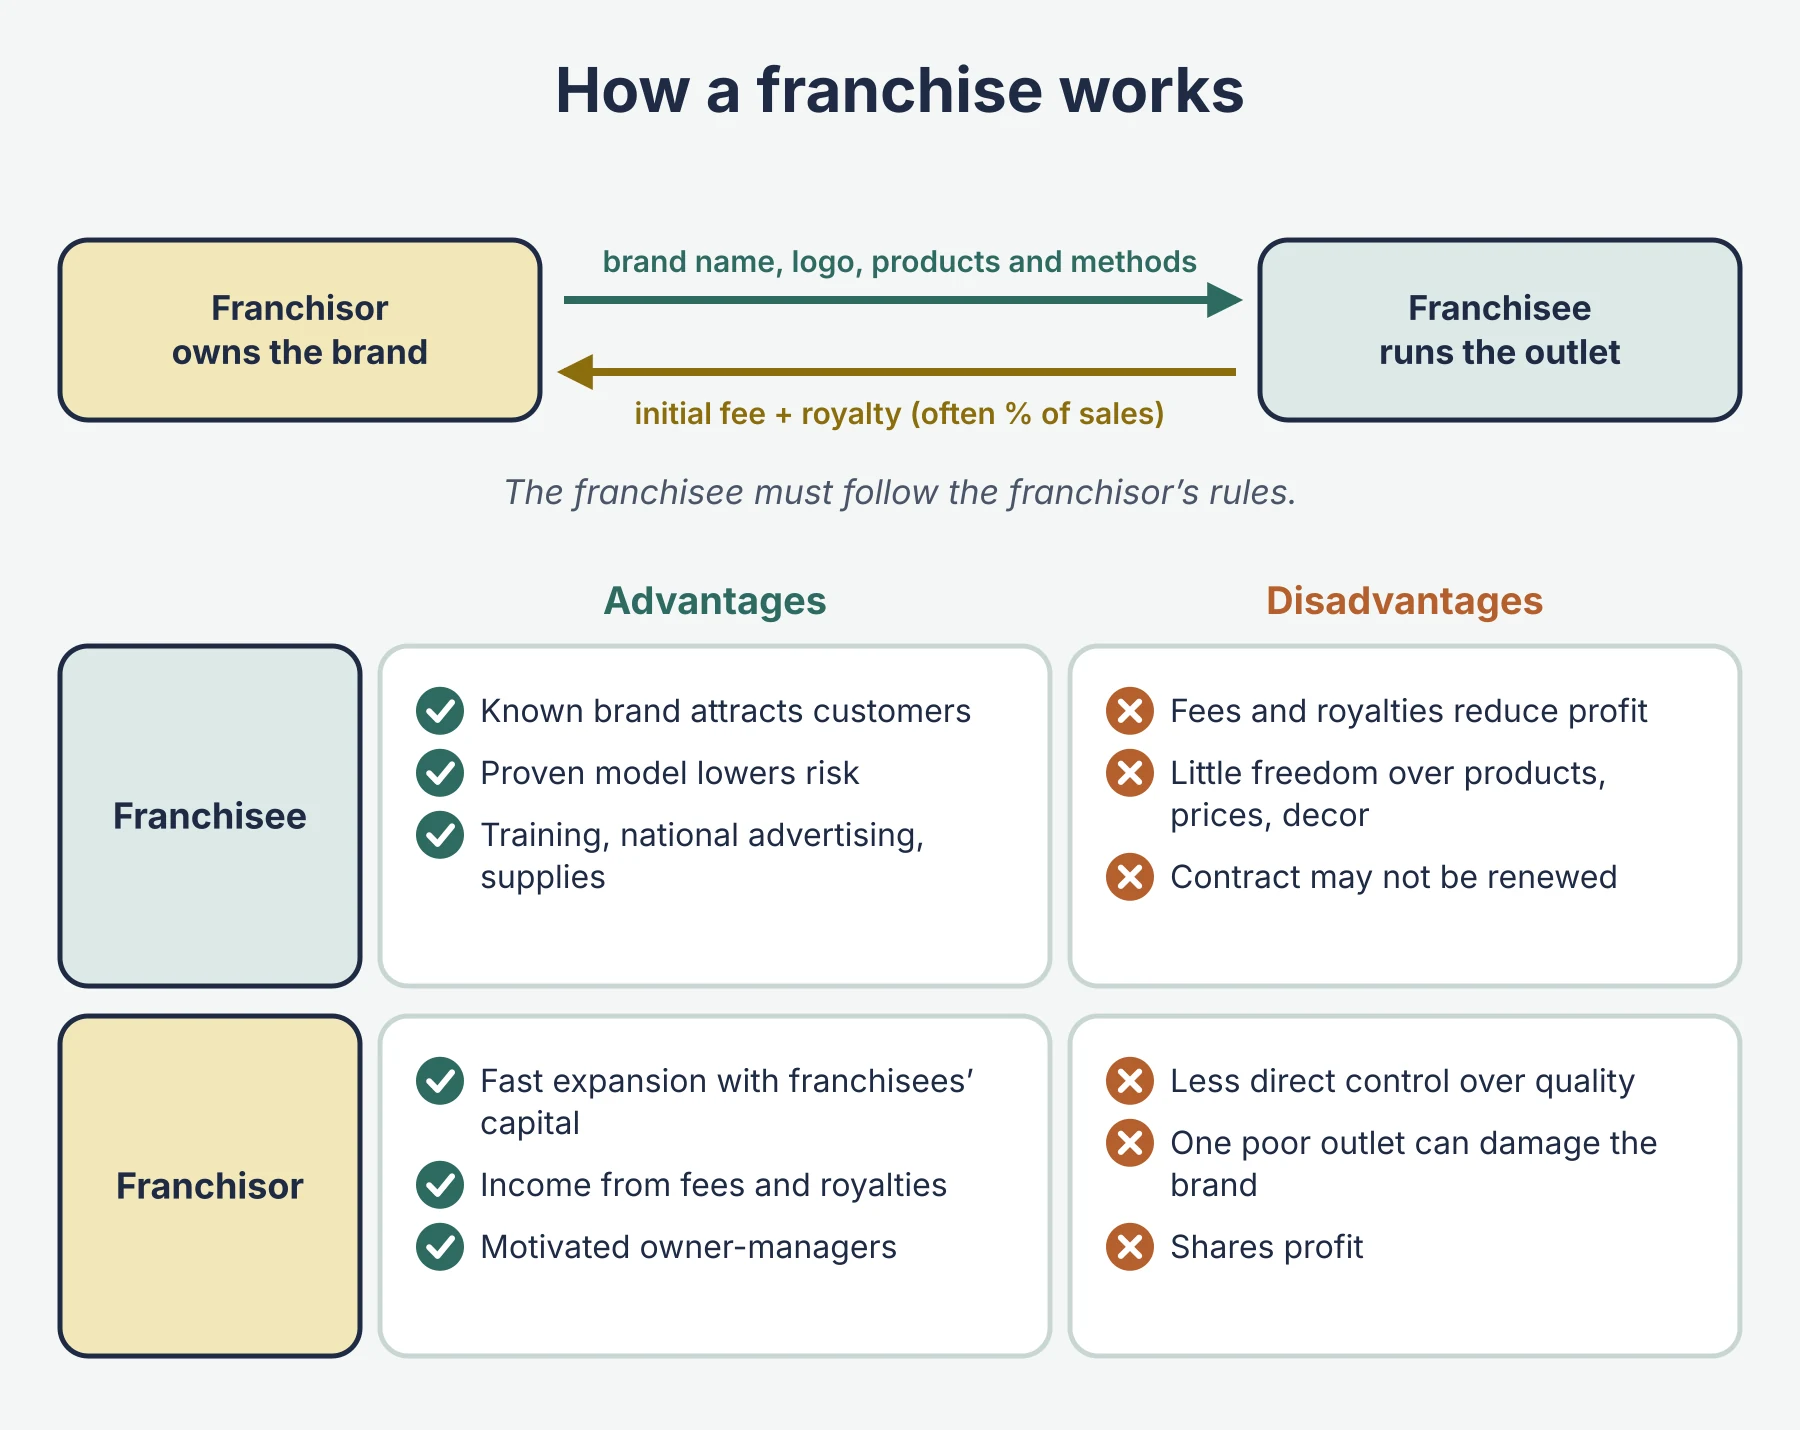 How a franchise works
Franchisor
owns the brand
brand name, logo, products and methods
initial fee + royalty (often % of sales)
Franchisee
runs the outlet
The franchisee must follow the franchisor’s rules.
Advantages
Disadvantages
Franchisee
Known brand attracts customers
Proven model lowers risk
Training, national advertising,
supplies
Fees and royalties reduce profit
Little freedom over products,
prices, decor
Contract may not be renewed
Franchisor
Fast expansion with franchisees’
capital
Income from fees and royalties
Motivated owner-managers
Less direct control over quality
One poor outlet can damage the
brand
Shares profit